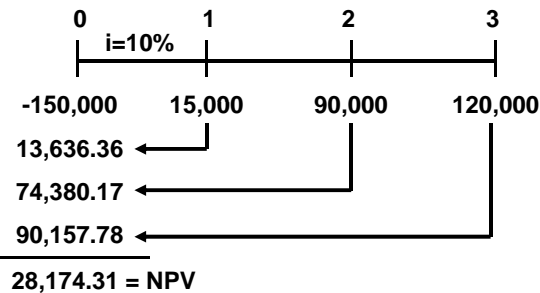 0 1 2 3
i=10%
-150,000 15,000 90,000 120,000
13,636.36
74,380.17
90,157.78
28,174.31 = NPV